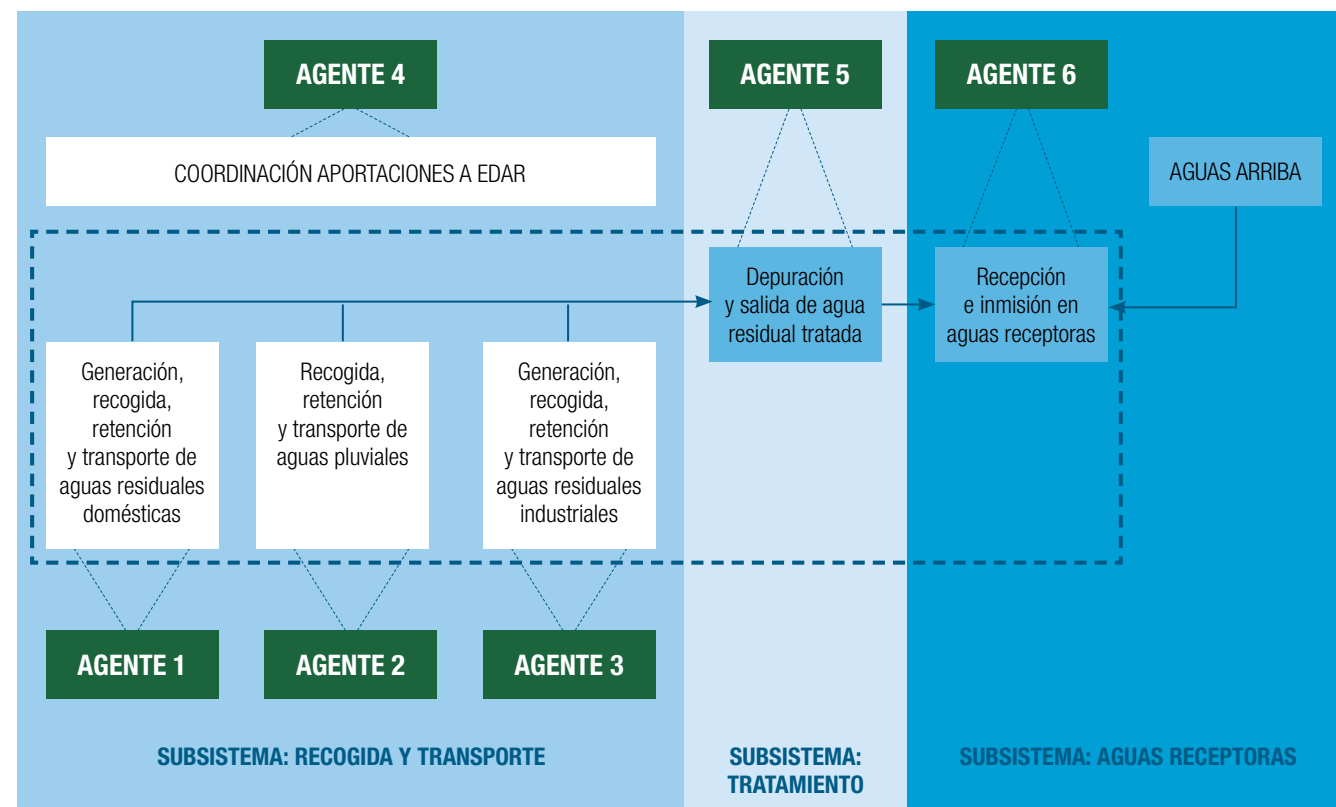 AGENTE 4
AGENTE 5
AGENTE 6
COORDINACIÓN APORTACIONES A EDAR
AGUAS ARRIBA
Depuración
y salida de agua
residual tratada
Recepción
e inmisión en
aguas receptoras
Generación,
recogida,
retención
y transporte de
aguas residuales
domésticas
Recogida,
retención
y transporte de
aguas pluviales
Generación,
recogida,
retención
y transporte de
aguas residuales
industriales
AGENTE 1
AGENTE 2
AGENTE 3
SUBSISTEMA: RECOGIDA Y TRANSPORTE
SUBSISTEMA:
TRATAMIENTO
SUBSISTEMA: AGUAS RECEPTORAS